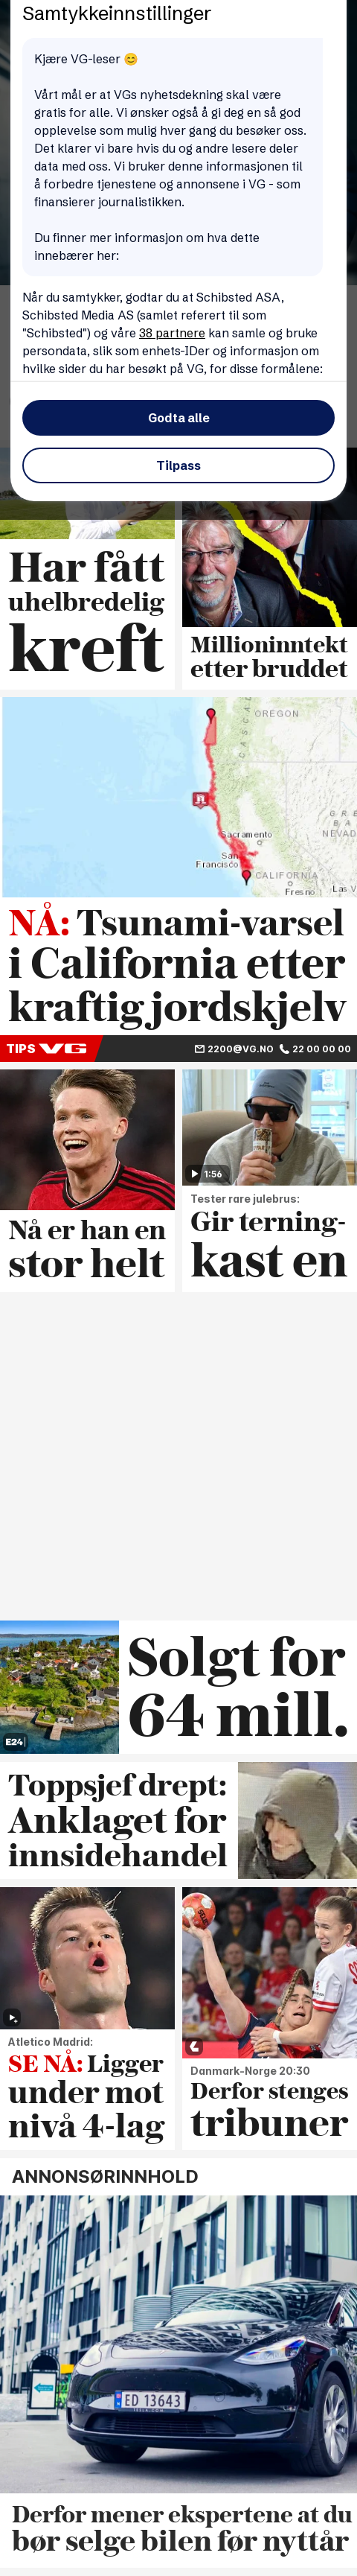 Samtykkeinnstillinger
Kjære VG-leser 😊
Vårt mål er at VGs nyhetsdekning skal være
gratis for alle. Vi ønsker også å gi deg en så god
opplevelse som mulig hver gang du besøker oss.
Det klarer vi bare hvis du og andre lesere deler
data med oss. Vi bruker denne informasjonen til
å forbedre tjenestene og annonsene i VG - som
finansierer journalistikken.
Du finner mer informasjon om hva dette
innebærer her:
Når du samtykker, godtar du at Schibsted ASA,
Schibsted Media AS (samlet referert til som
"Schibsted") og våre 38 partnere kan samle og bruke
persondata, slik som enhets-IDer og informasjon om
hvilke sider du har besøkt på VG, for disse formålene:
Godta alle
Tilpass
Har fått
uhelbredelig
kreft
Millioninntekt
etter bruddet
OREGON
CASC
GRE
BA
NEVAD
Sacramento
San
Francisco
CALIFORNIA
Fresno
Las V
NÅ: Tsunami-varsel
i California etter
kraftig jordskjelv
TIPS VG
2200@VG.NO
22 00 00 00
Nå er han en
stor helt
1:56
Tester rare julebrus:
Gir terning-
kast en
E24
Solgt for
64 mill.
Toppsjef drept:
Anklaget for
innsidehandel
Atletico Madrid:
SE NÅ: Ligger
under mot
nivå 4-lag
Danmark-Norge 20:30
Derfor stenges
tribuner
ANNONSØRINNHOLD
ED 13643
Derfor mener ekspertene at du
bør selge bilen før nyttår